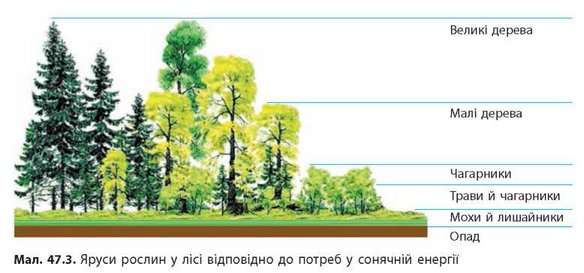 Великі дерева
Малі дерева
Чагарники
Трави й чагарники
Мохи й лишайники
Опад
Мал. 47.3. Яруси рослин у лісі відповідно до потреб у сонячній енергії